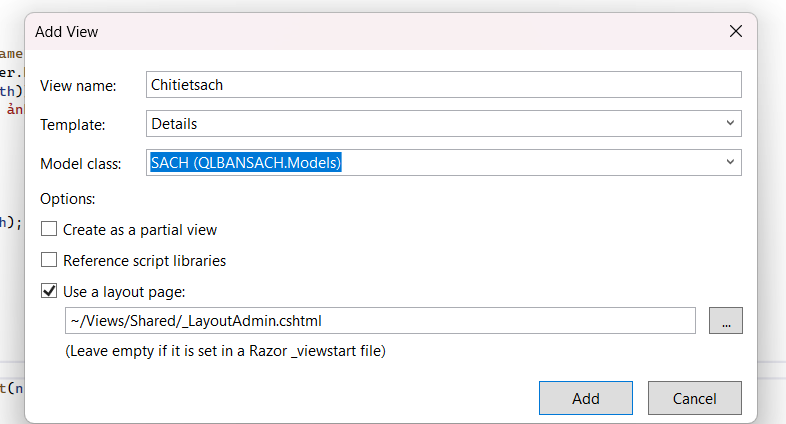 Add View
ame
er.
th)
ản
h);
t(n
View name: Chitietsach
Template: Details
Model class: SACH (QLBANSACH.Models)
Options:
Create as a partial view
Reference script libraries
Use a layout page:
~/Views/Shared/_LayoutAdmin.cshtml ...
(Leave empty if it is set in a Razor _viewstart file)
Add Cancel